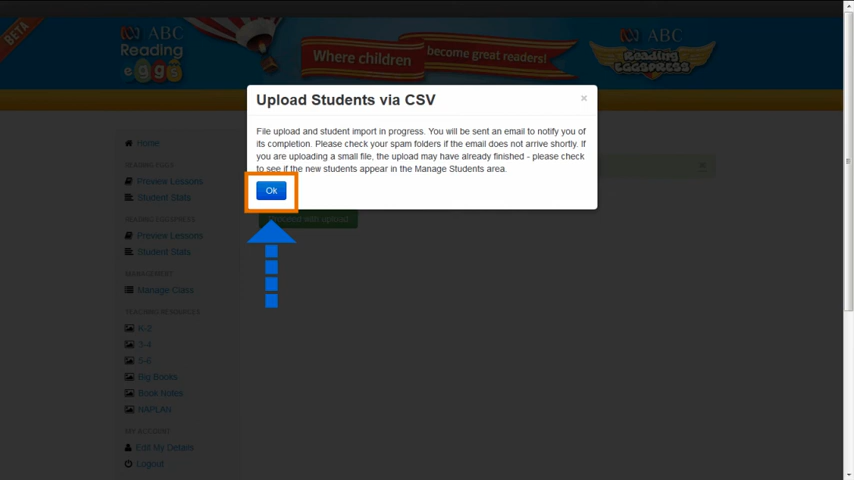 BETA
ABC
Reading
eggs
Where children become great readers!
ABC
Reading
EGGSPRESS
Upload Students via CSV
×
File upload and student import in progress. You will be sent an email to notify you of
its completion. Please check your spam folders if the email does not arrive shortly. If
you are uploading a small file, the upload may have already finished - please check
to see if the new students appear in the Manage Students area.
Ok
Proceed with upload
Home
READING EGGS
Preview Lessons
Student Stats
READING EGGSPRESS
Preview Lessons
Student Stats
MANAGEMENT
Manage Class
TEACHING RESOURCES
K-2
3-4
5-6
Big Books
Book Notes
NAPLAN
MY ACCOUNT
Edit My Details
Logout